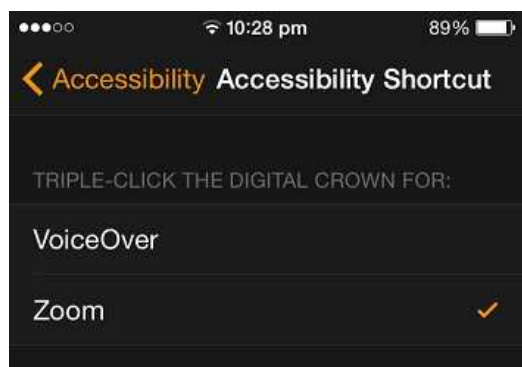 10:28 pm 89%
Accessibility Accessibility Shortcut
TRIPLE-CLICK THE DIGITAL CROWN FOR:
VoiceOver
Zoom